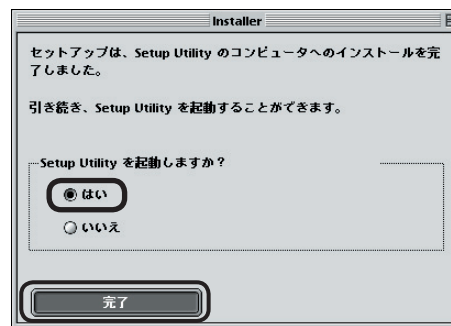 Installer
セットアップは、Setup Utility のコンピュータへのインストールを完
了しました。
引き続き、Setup Utility を起動することができます。
Setup Utility を起動しますか？
はい
いいえ
完了